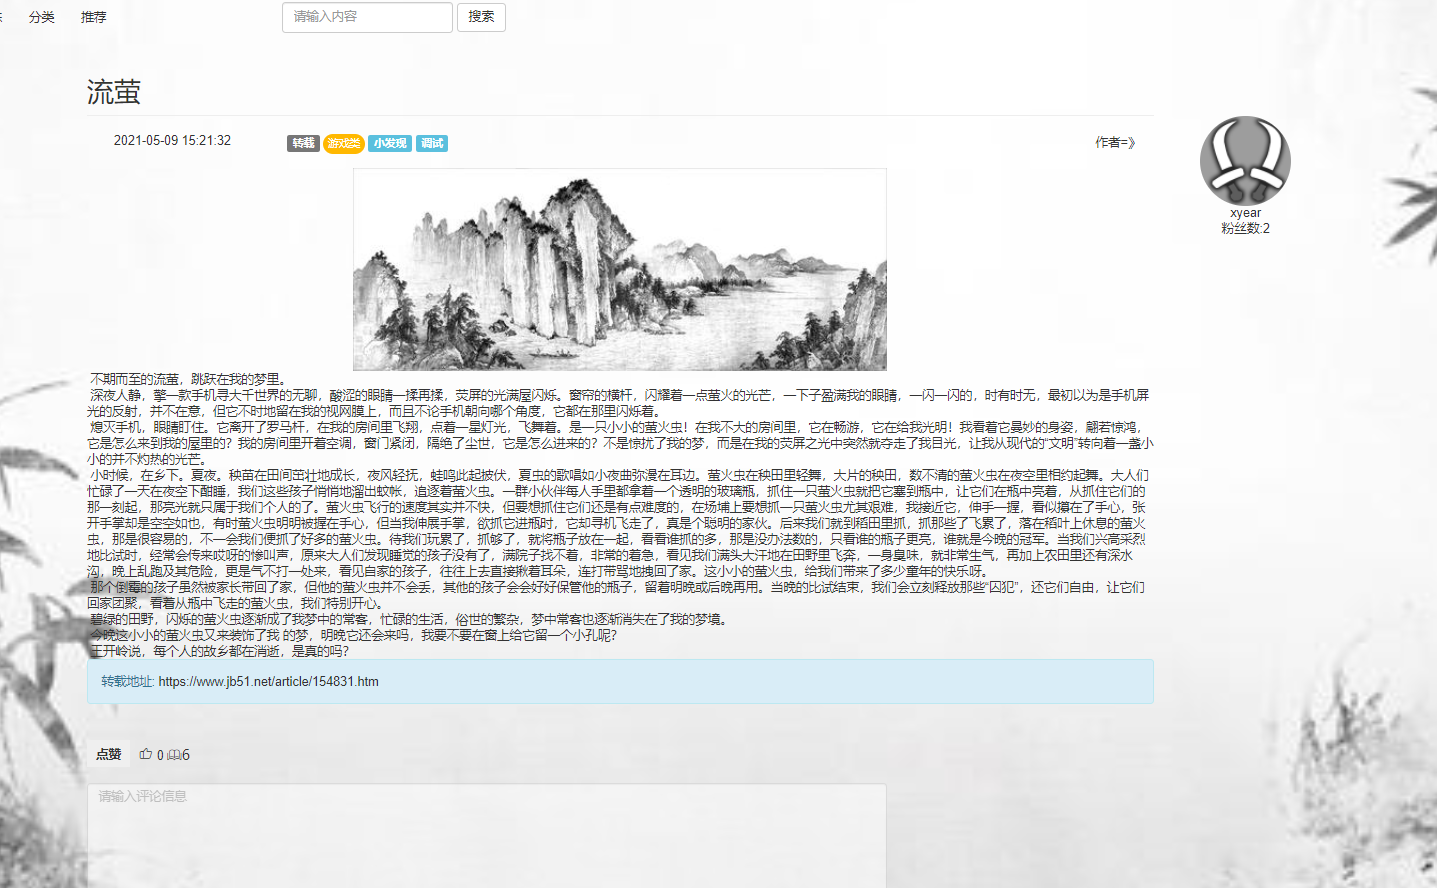 分类 推荐 请输入内容 搜索
流萤
2021-05-09 15:21:32 转载 游戏类 小发现 调试 作者=》
xyear
粉丝数:2
不期而至的流萤，跳跃在我的梦里。
深夜人静，擎一款手机寻大千世界的无聊，酸涩的眼睛一揉再揉，荧屏的光满屋闪烁。窗帘的横杆，闪耀着一点萤火的光芒，一下子盈满我的眼睛，一闪一闪的，时有时无，最初以为是手机屏
光的反射，并不在意，但它不时地留在我的视网膜上，而且不论手机朝向哪个角度，它都在那里闪烁着。
熄灭手机，眼睛盯住。它离开了罗马杆，在我的房间里飞翔，点着一星灯光，飞舞着。是一只小小的萤火虫！在我不大的房间里，它在畅游，它在给我光明！我看着它曼妙的身姿，翩若惊鸿，
它是怎么来到我的屋里的？我的房间里开着空调，窗门紧闭，隔绝了尘世，它是怎么进来的？不是惊扰了我的梦，而是在我的荧屏之光中突然就夺走了我目光，让我从现代的“文明”转向着一盏小
小的并不灼热的光芒。
小时候，在乡下。夏夜。秧苗在田间茁壮地成长，夜风轻抚，蛙鸣此起披伏，夏虫的歌唱如小夜曲弥漫在耳边。萤火虫在秧田里轻舞，大片的秧田，数不清的萤火虫在夜空里相约起舞。大人们
忙碌了一天在夜空下酣睡，我们这些孩子悄悄地溜出蚊帐，追逐着萤火虫。一群小伙伴每人手里都拿着一个透明的玻璃瓶，抓住一只萤火虫就把它塞到瓶中，让它们在瓶中亮着，从抓住它们的
那一刻起，那亮光就只属于我们个人的了。萤火虫飞行的速度其实并不快，但要想抓住它们还是有点难度的，在场埔上要想抓一只萤火虫尤其艰难，我接近它，伸手一握，看似攥在了手心，张
开手掌却是空空如也，有时萤火虫明明被握在手心，但当我伸展手掌，欲抓它进瓶时，它却寻机飞走了，真是个聪明的家伙。后来我们就到稻田里抓，抓那些了飞累了，落在稻叶上休息的萤火
虫，那是很容易的，不一会我们便抓了好多的萤火虫。待我们玩累了，抓够了，就将瓶子放在一起，看看谁抓的多，那是没办法数的，只看谁的瓶子更亮，谁就是今晚的冠军。当我们兴高采烈
地比试时，经常会传来哎呀的惨叫声，原来大人们发现睡觉的孩子没有了，满院子找不着，非常的着急，看见我们满头大汗地在田野里飞奔，一身臭味，就非常生气，再加上农田里还有深水
沟，晚上乱跑及其危险，更是气不打一处来，看见自家的孩子，往往上去直接揪着耳朵，连打带骂地拽回了家。这小小的萤火虫，给我们带来了多少童年的快乐呀。
那个倒霉的孩子虽然被家长带回了家，但他的萤火虫并不会丢，其他的孩子会会好好保管他的瓶子，留着明晚或后晚再用。当晚的比试结束，我们会立刻释放那些“囚犯”，还它们自由，让它们
回家团聚，看着从瓶中飞走的萤火虫，我们特别开心。
碧绿的田野，闪烁的萤火虫逐渐成了我梦中的常客，忙碌的生活，俗世的繁杂，梦中常客也逐渐消失在了我的梦境。
今晚这小小的萤火虫又来装饰了我 的梦，明晚它还会来吗，我要不要在窗上给它留一个小孔呢？
王开岭说，每个人的故乡都在消逝，是真的吗？
转载地址: https://www.jb51.net/article/154831.htm
点赞 0 6
请输入评论信息